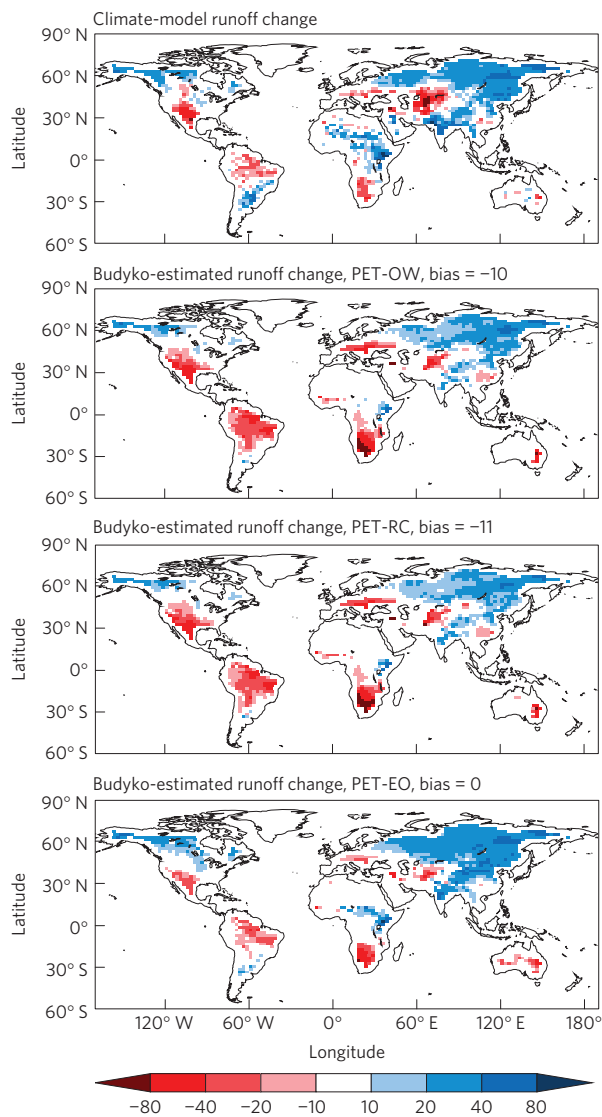 Climate-model runoff change
90° N
60° N
30° N
0°
30° S
60° S
Latitude
Budyko-estimated runoff change, PET-OW, bias = −10
90° N
60° N
30° N
0°
30° S
60° S
Latitude
Budyko-estimated runoff change, PET-RC, bias = −11
90° N
60° N
30° N
0°
30° S
60° S
Latitude
Budyko-estimated runoff change, PET-EO, bias = 0
90° N
60° N
30° N
0°
30° S
60° S
Latitude
120° W 60° W 0° 60° E 120° E 180°
Longitude
−80 −40 −20 −10 10 20 40 80